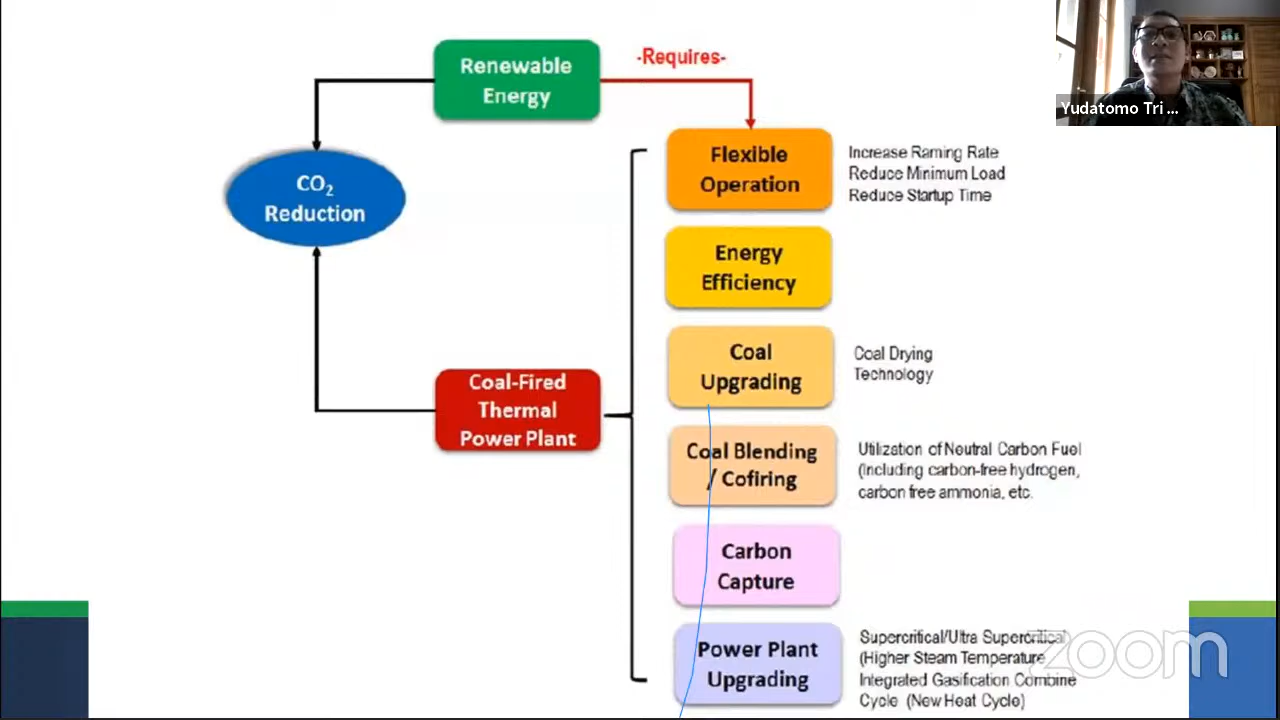 Renewable
Energy
-Requires-
Yudatomo Tri ...
CO₂
Reduction
Flexible
Operation
Increase Raming Rate
Reduce Minimum Load
Reduce Startup Time
Energy
Efficiency
Coal
Upgrading
Coal Drying
Technology
Coal-Fired
Thermal
Power Plant
Coal Blending
/ Cofiring
Utilization of Neutral Carbon Fuel
(Including carbon-free hydrogen,
carbon free ammonia, etc.
Carbon
Capture
Power Plant
Upgrading
Supercritical/Ultra Supercritical
(Higher Steam Temperature
Integrated Gasification Combine
Cycle (New Heat Cycle)
zoom